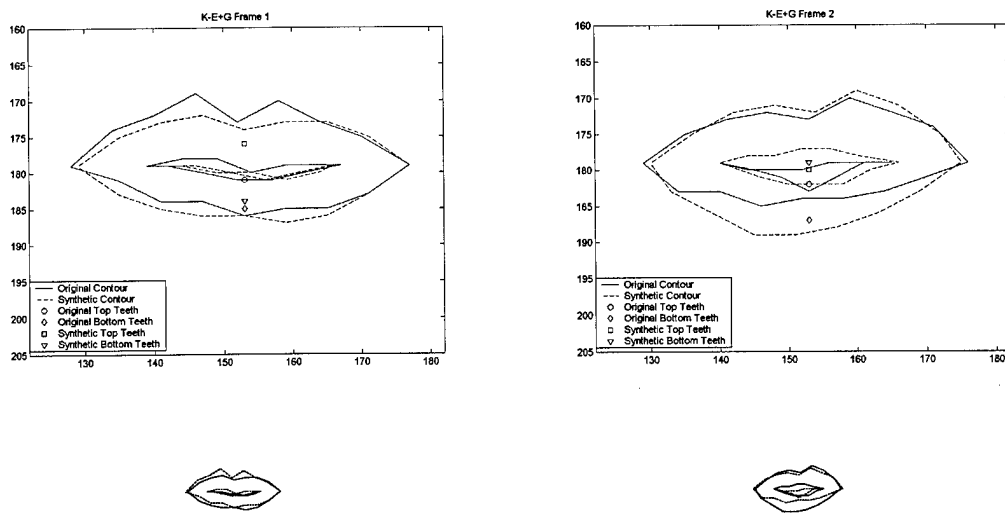 K-E+G Frame 1
160
165
170
175
180
185
190
195
200
205
130
140
150
160
170
180
Original Contour
Synthetic Contour
Original Top Teeth
Original Bottom Teeth
Synthetic Top Teeth
Synthetic Bottom Teeth
K-E+G Frame 2
160
165
170
175
180
185
190
195
200
205
130
140
150
160
170
180
Original Contour
Synthetic Contour
Original Top Teeth
Original Bottom Teeth
Synthetic Top Teeth
Synthetic Bottom Teeth